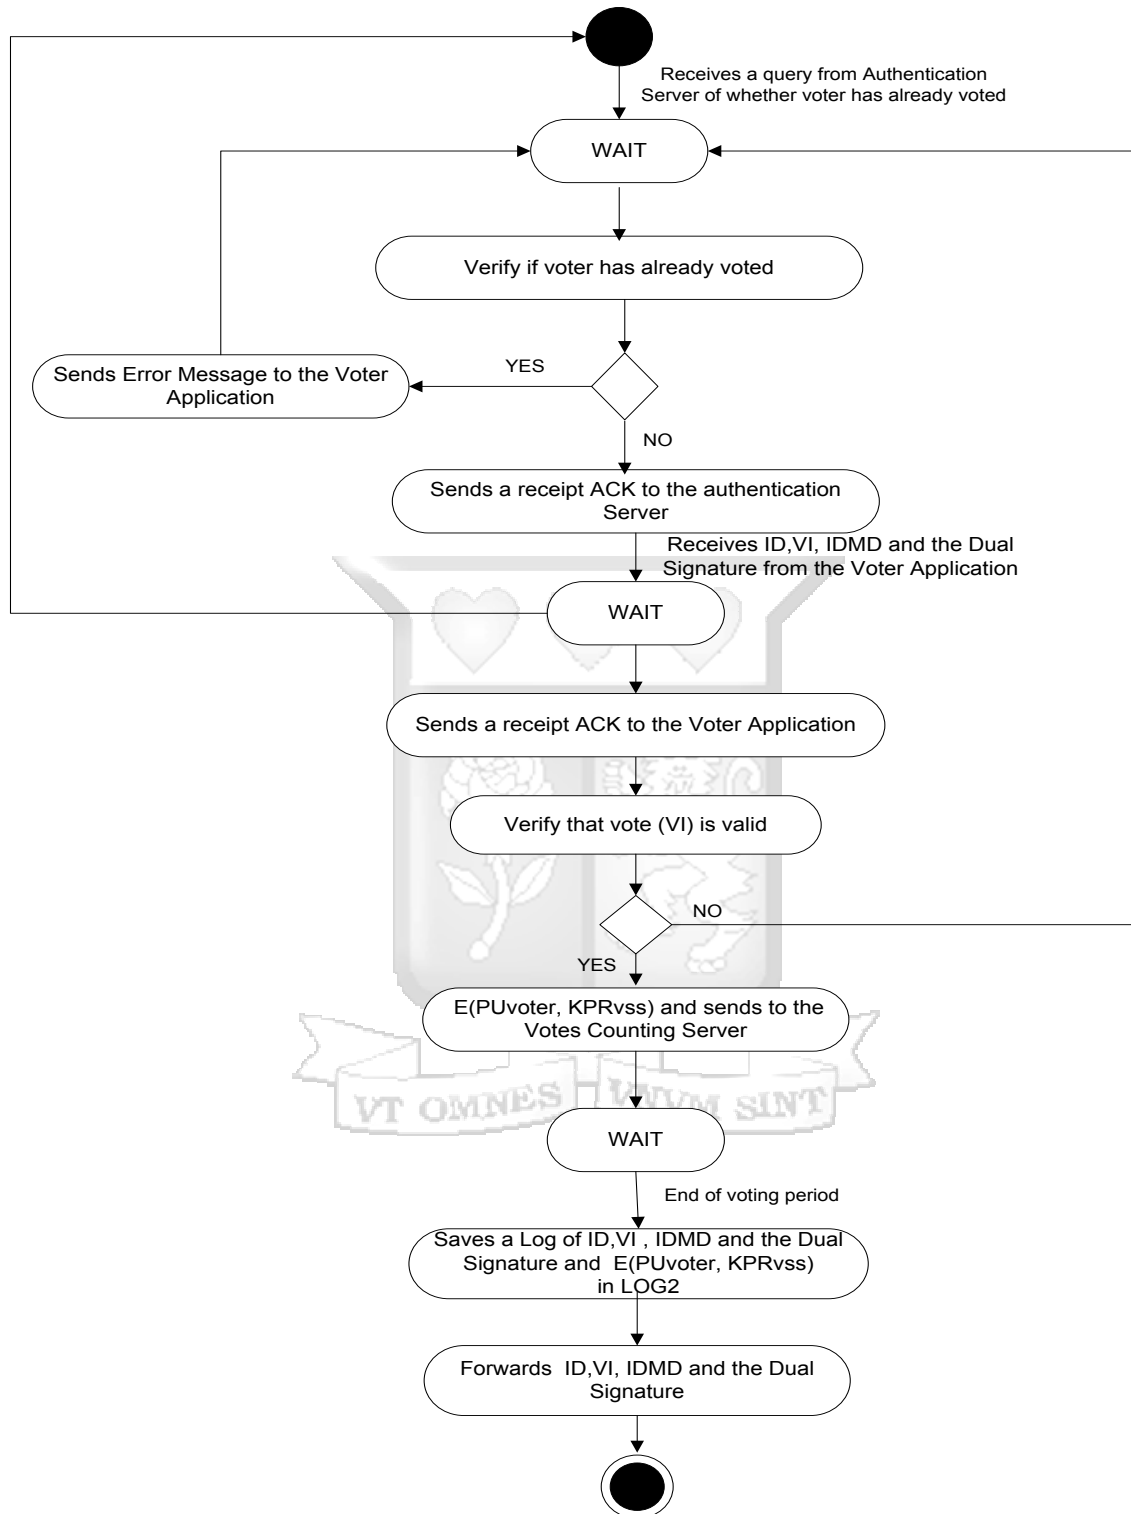 Receives a query from Authentication
Server of whether voter has already voted
WAIT
Verify if voter has already voted
YES
Sends Error Message to the Voter
Application
NO
Sends a receipt ACK to the authentication
Server
Receives ID,VI, IDMD and the Dual
Signature from the Voter Application
WAIT
Sends a receipt ACK to the Voter Application
Verify that vote (VI) is valid
NO
YES
E(PUvoter, KPRvss) and sends to the
Votes Counting Server
VT OMNES VNVM SINT
WAIT
End of voting period
Saves a Log of ID,VI , IDMD and the Dual
Signature and E(PUvoter, KPRvss)
in LOG2
Forwards ID,VI, IDMD and the Dual
Signature